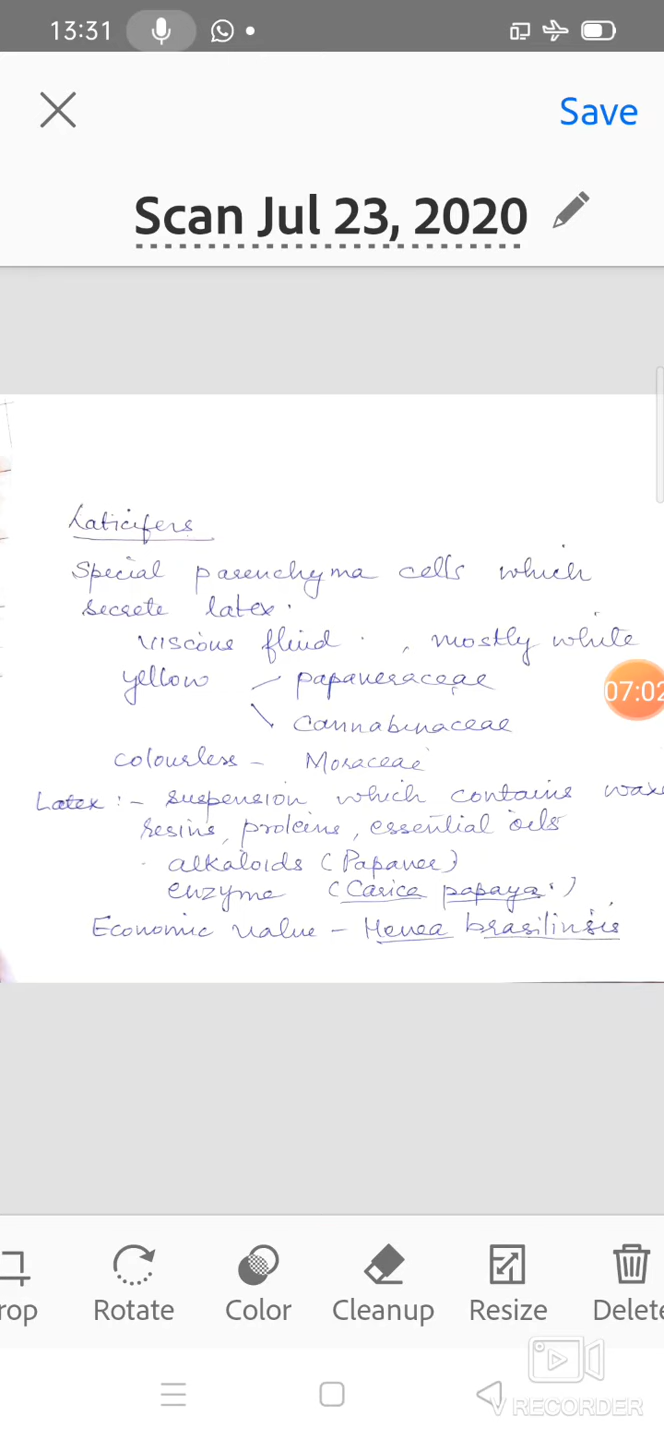 13:31
Save
Scan Jul 23, 2020
Laticifers
Special parenchyma cells which
secrete latex.
viscous fluid. , mostly white
07:02
yellow - papaveraceae
cannabinaceae
colourless - Moraceae
Latex :- suspension which contains wax
resins, proteins, essential oils
alkaloids (Papaver)
enzyme (Carica papaya.)
Economic value - Hevea brasilinsis
rop Rotate Color Cleanup Resize Delete
V RECORDER